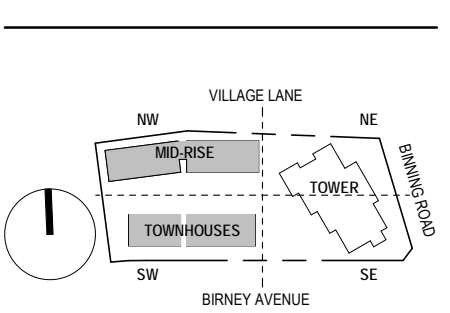 VILLAGE LANE
NW
NE
MID-RISE
BINNING ROAD
TOWER
TOWNHOUSES
SW
SE
BIRNEY AVENUE